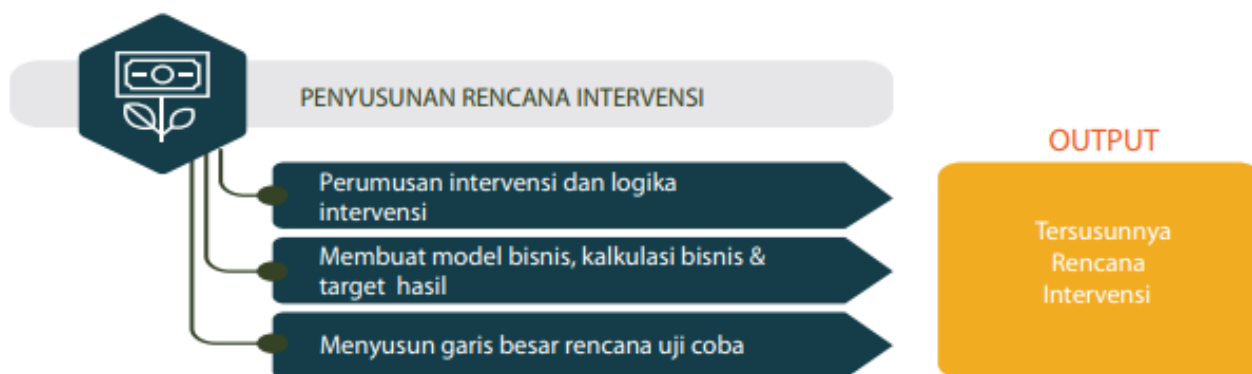 PENYUSUNAN RENCANA INTERVENSI
Perumusan intervensi dan logika
intervensi
Membuat model bisnis, kalkulasi bisnis &
target hasil
Menyusun garis besar rencana uji coba
OUTPUT
Tersusunnya
Rencana
Intervensi